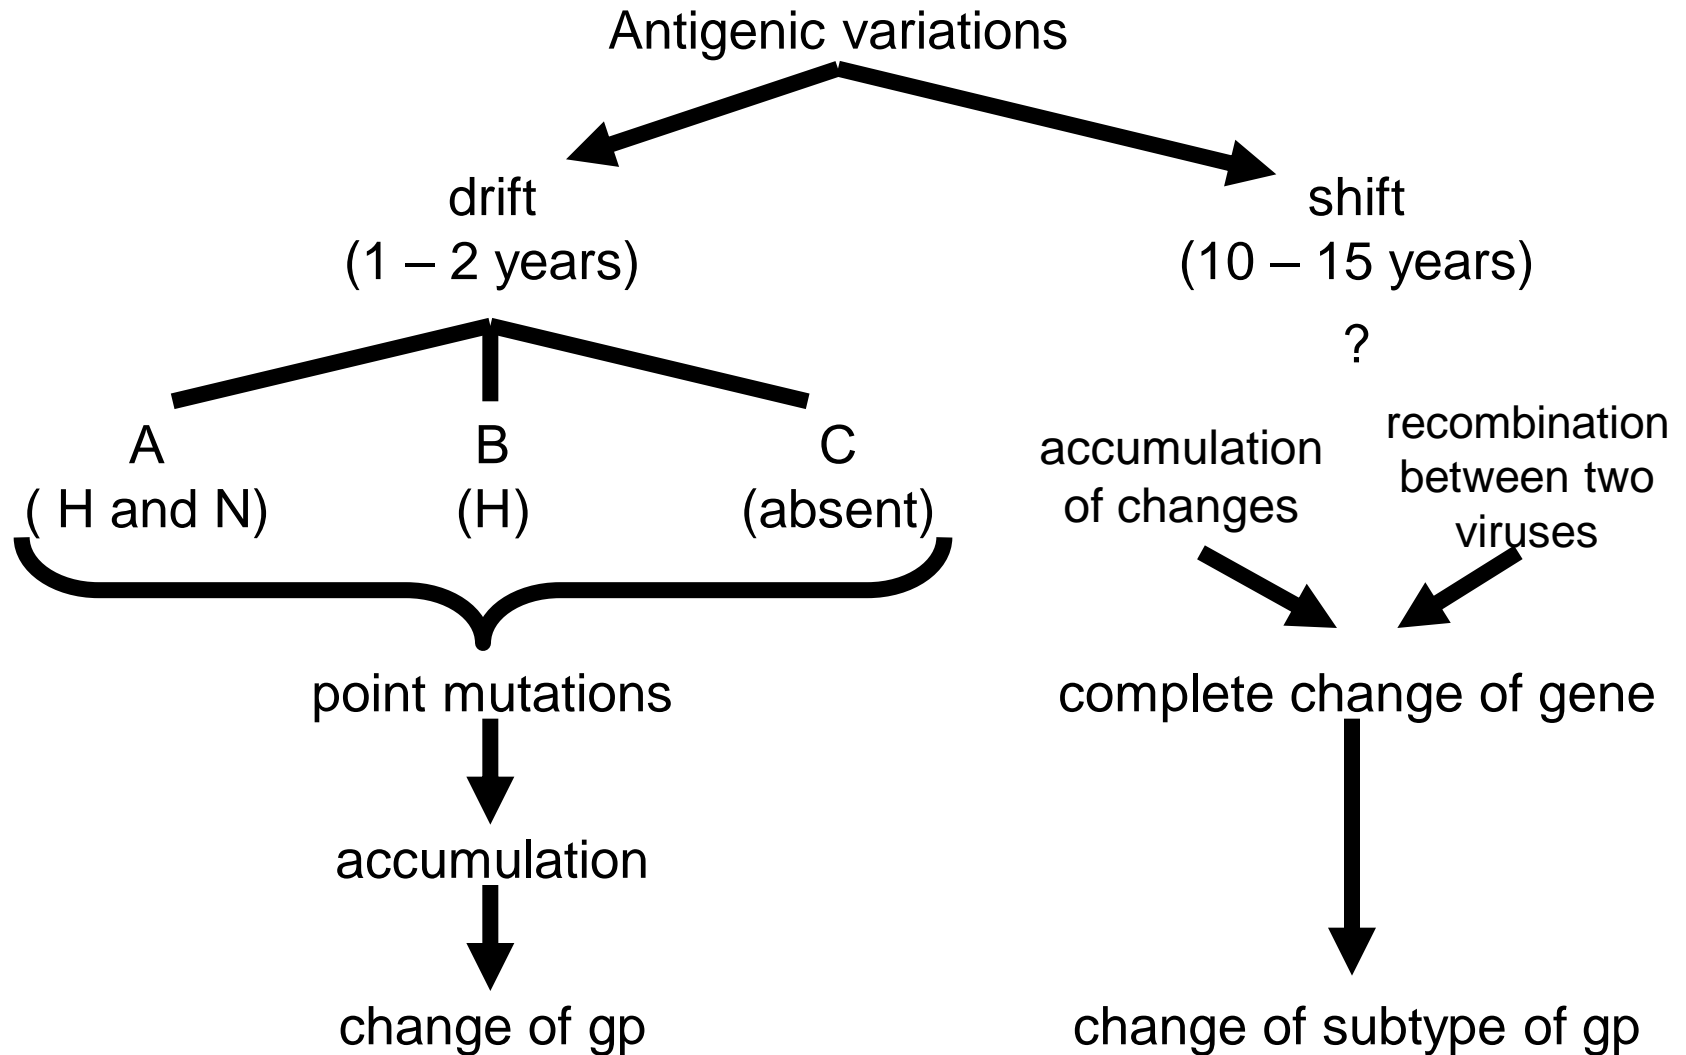 Antigenic variations
drift
(1 – 2 years)
shift
(10 – 15 years)
?
A
( H and N)
B
(H)
C
(absent)
accumulation
of changes
recombination
between two
viruses
point mutations
complete change of gene
accumulation
change of gp
change of subtype of gp